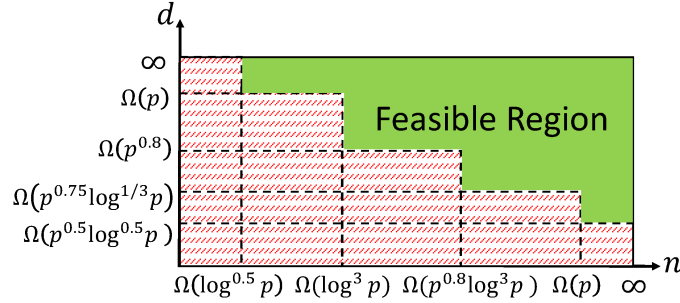 d
∞
Ω(p)
Feasible Region
Ω(p^0.8)
Ω(p^0.75 log^1/3 p)
Ω(p^0.5 log^0.5 p)
n
Ω(log^0.5 p) Ω(log^3 p) Ω(p^0.8 log^3 p) Ω(p) ∞